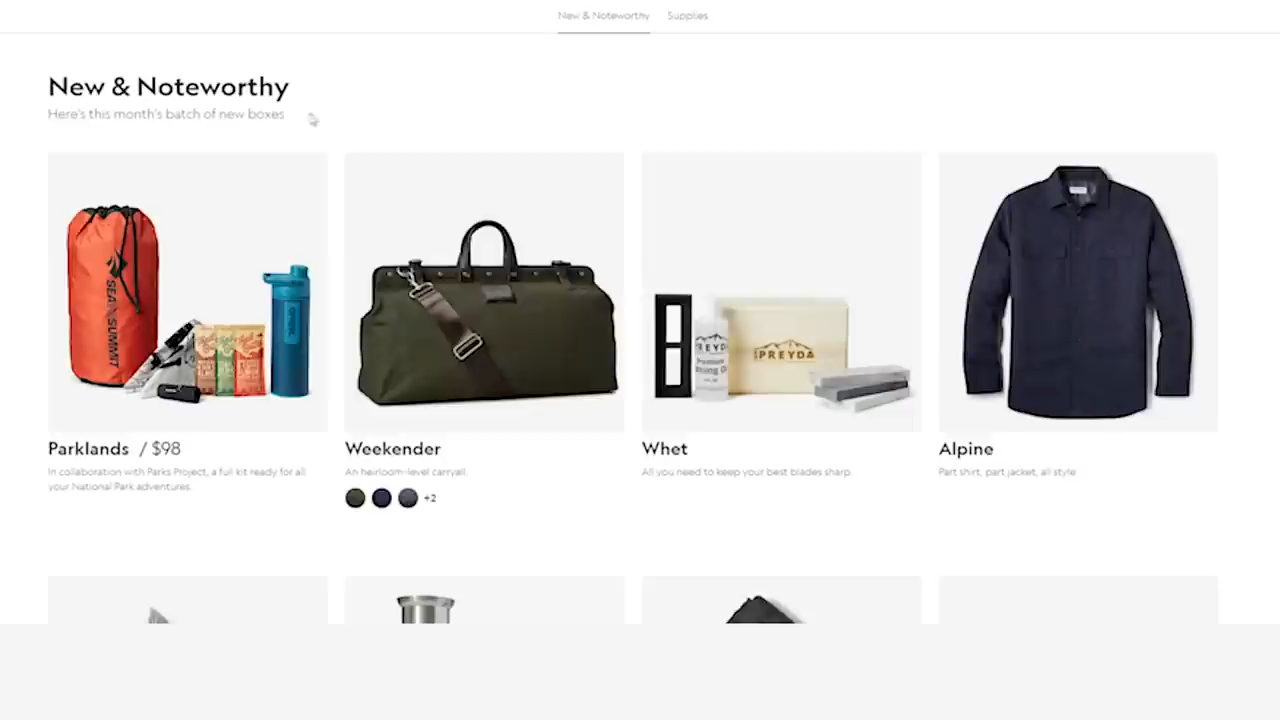 New & Noteworthy
Supplies
New & Noteworthy
Here's this month's batch of new boxes
SEA TO SUMMIT
PREYDA
Premium
SPREYDA
Parklands / $98
Weekender
Whet
Alpine
In collaboration with Parks Project, a full kit ready for all
your National Park adventures.
An heirloom-level carryall.
All you need to keep your best blades sharp.
Part shirt, part jacket, all style
+2